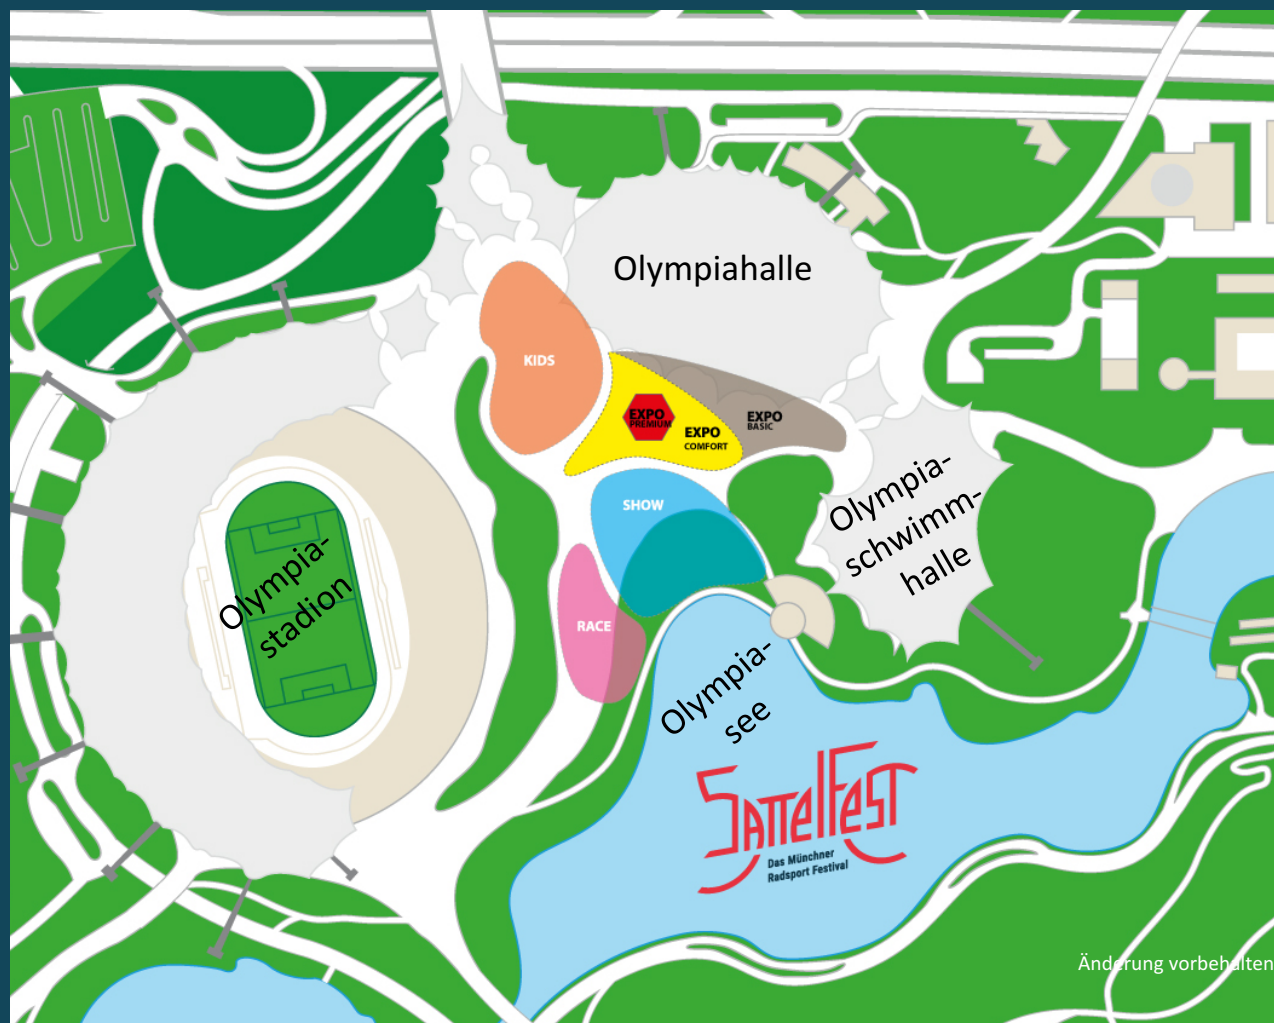 Olympiahalle
KIDS
EXPO
PREMIUM
EXPO
COMFORT
EXPO
BASIC
SHOW
RACE
Olympia-
schwimm-
halle
Olympia-
stadion
Olympia-
see
SATTELFEST
Das Münchner
Radsport Festival
Änderung vorbehalten